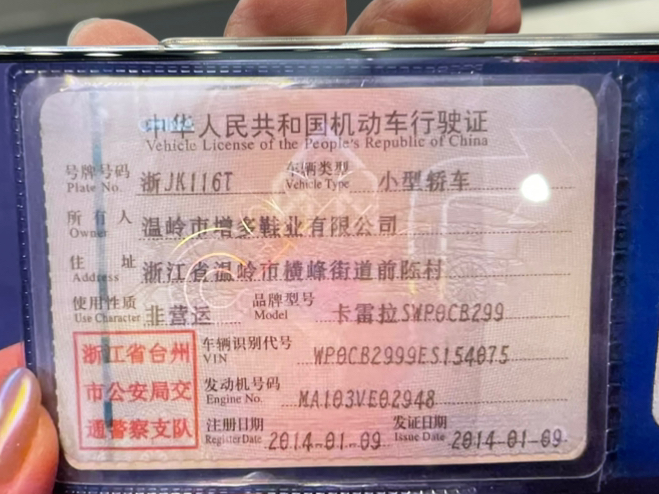 中华人民共和国机动车行驶证
Vehicle License of the People's Republic of China
号牌号码 Plate No. 浙JK116T 车辆类型 Vehicle Type 小型轿车
所有人 Owner 温岭市增多鞋业有限公司
住址 Address 浙江省温岭市横峰街道前陈村
使用性质 Use Character 非营运 品牌型号 Model 卡雷拉SWP0CB299
浙江省台州 车辆识别代号 VIN WP0CB2999ES154075
市公安局交 发动机号码 Engine No. MA103VE02948
通警察支队 注册日期 Register Date 2014-01-09 发证日期 Issue Date 2014-01-09